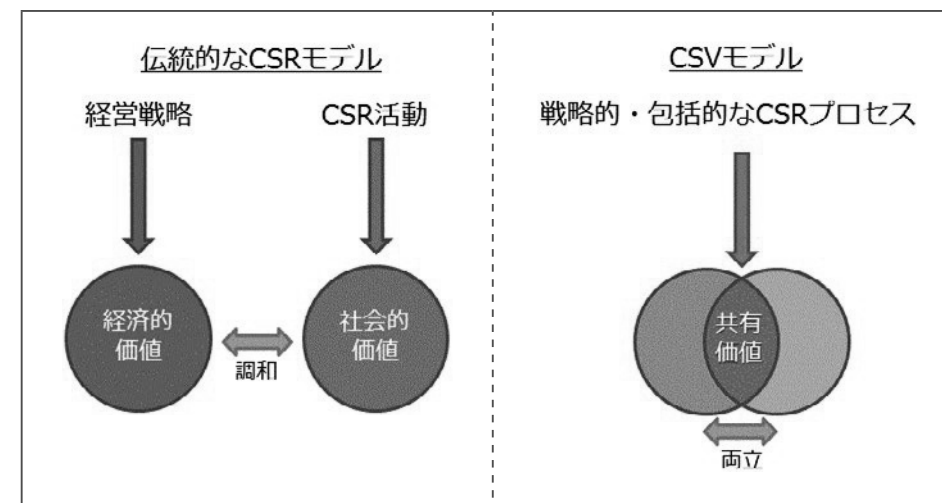 伝統的なCSRモデル
経営戦略
CSR活動
経済的
価値
調和
社会的
価値
CSVモデル
戦略的・包括的なCSRプロセス
共有
価値
両立